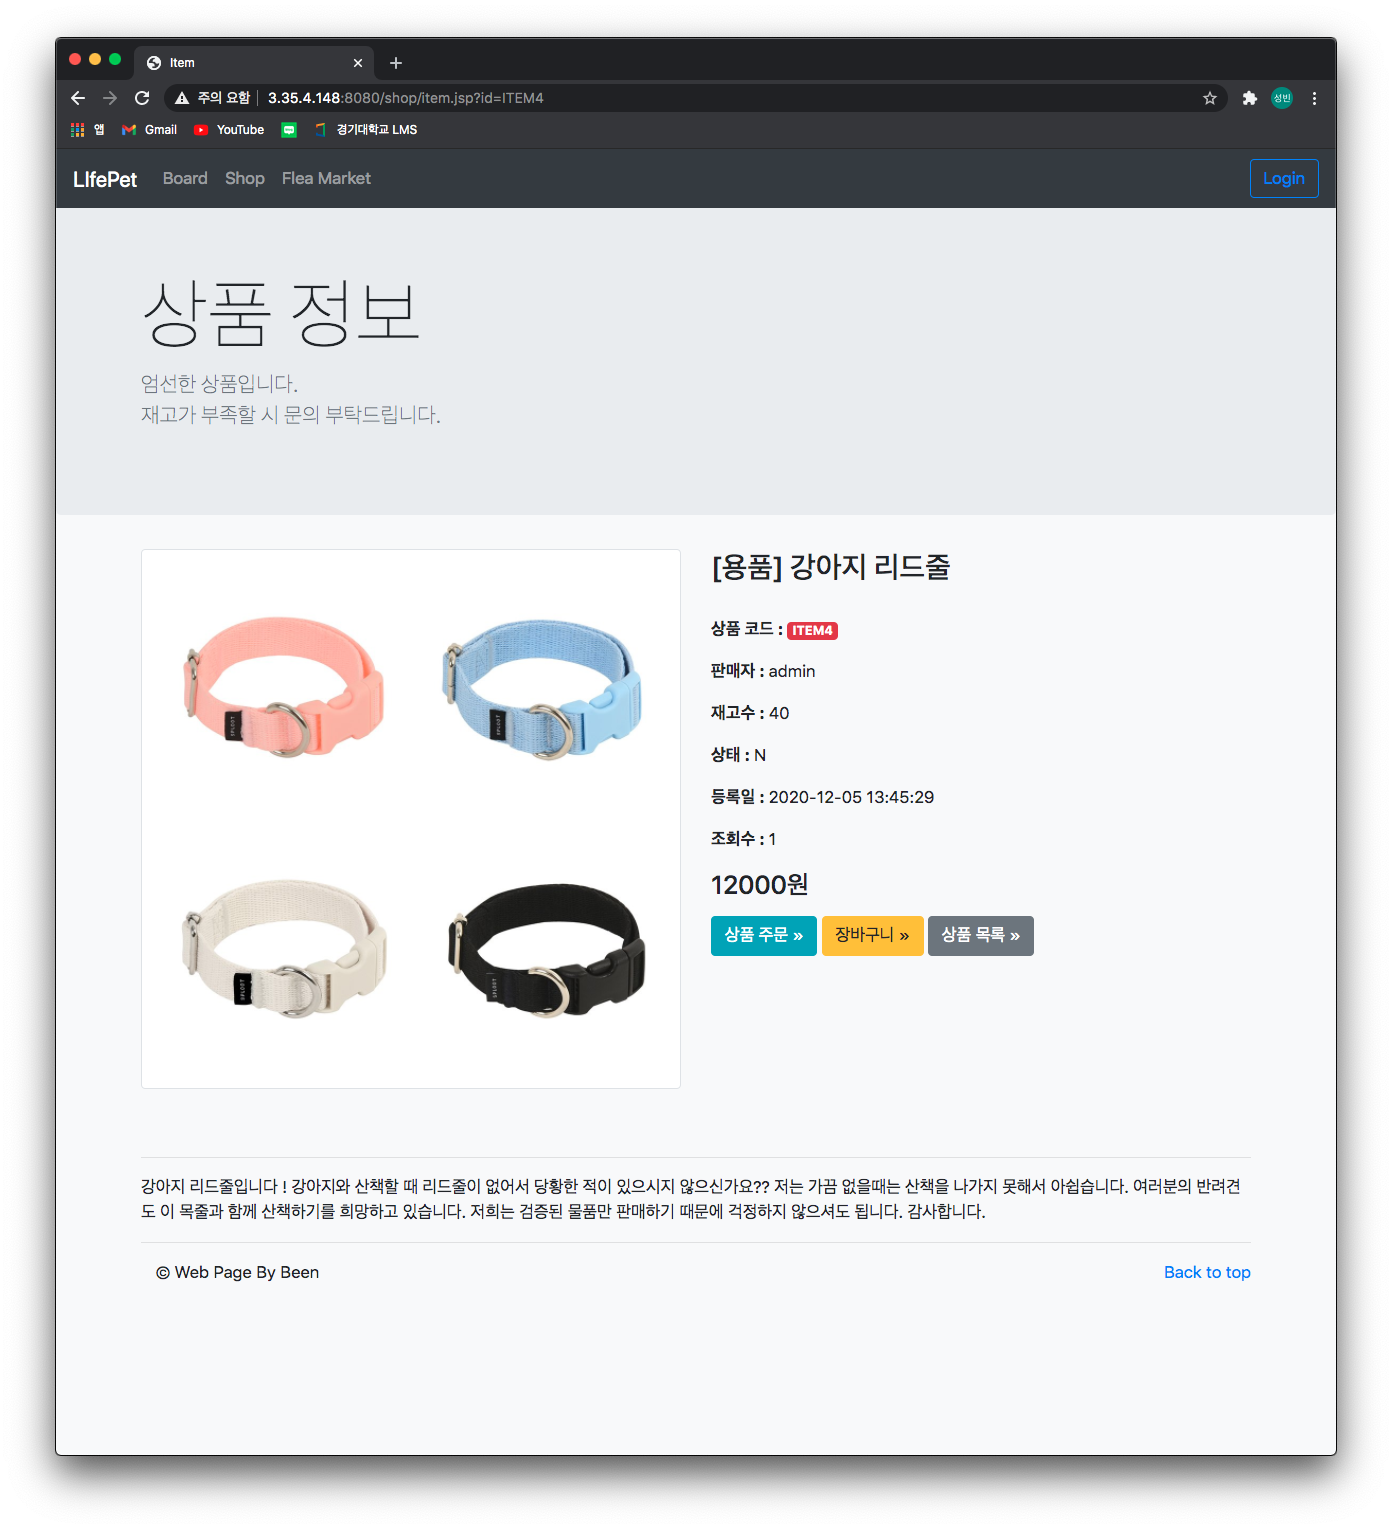 Item
주의 요함
3.35.4.148:8080/shop/item.jsp?id=ITEM4
성빈
앱
Gmail
YouTube
경기대학교 LMS
LIfePet
Board
Shop
Flea Market
Login
상품 정보
엄선한 상품입니다.
재고가 부족할 시 문의 부탁드립니다.
[용품] 강아지 리드줄
상품 코드 : ITEM4
판매자 : admin
재고수 : 40
상태 : N
등록일 : 2020-12-05 13:45:29
조회수 : 1
12000원
상품 주문 »
장바구니 »
상품 목록 »
SPLOOT
SPLOOT
SPLOOT
SPLOOT
강아지 리드줄입니다 ! 강아지와 산책할 때 리드줄이 없어서 당황한 적이 있으시지 않으신가요?? 저는 가끔 없을때는 산책을 나가지 못해서 아쉽습니다. 여러분의 반려견
도 이 목줄과 함께 산책하기를 희망하고 있습니다. 저희는 검증된 물품만 판매하기 때문에 걱정하지 않으셔도 됩니다. 감사합니다.
© Web Page By Been
Back to top